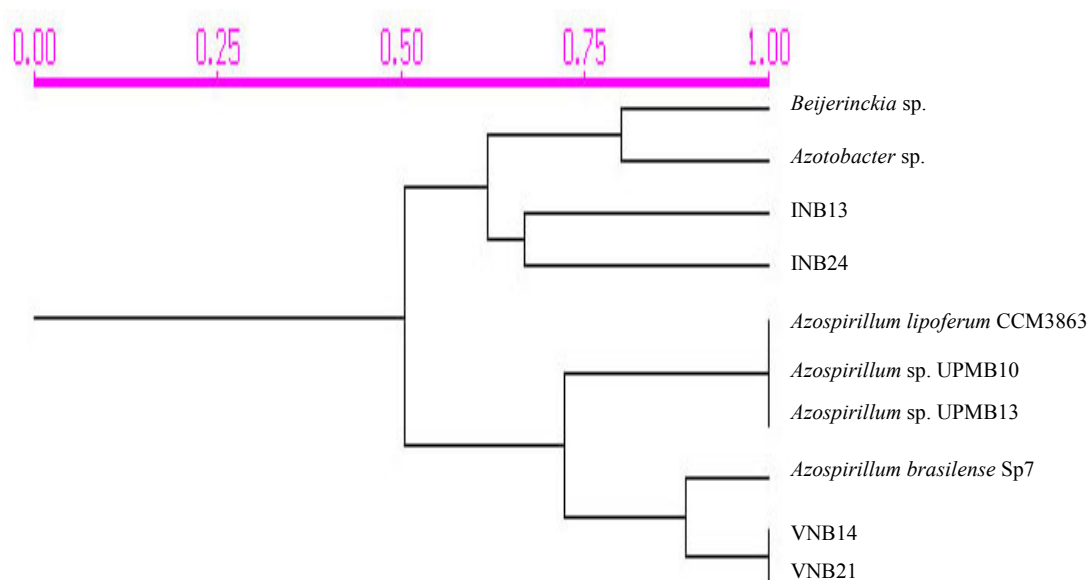 0.00 0.25 0.50 0.75 1.00
Beijerinckia sp.
Azotobacter sp.
INB13
INB24
Azospirillum lipoferum CCM3863
Azospirillum sp. UPMB10
Azospirillum sp. UPMB13
Azospirillum brasilense Sp7
VNB14
VNB21